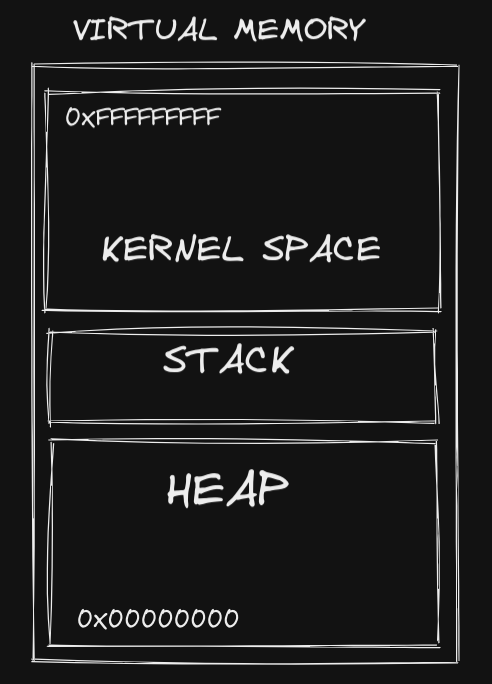 VIRTUAL MEMORY
0xFFFFFFFFF
KERNEL SPACE
STACK
HEAP
0x00000000